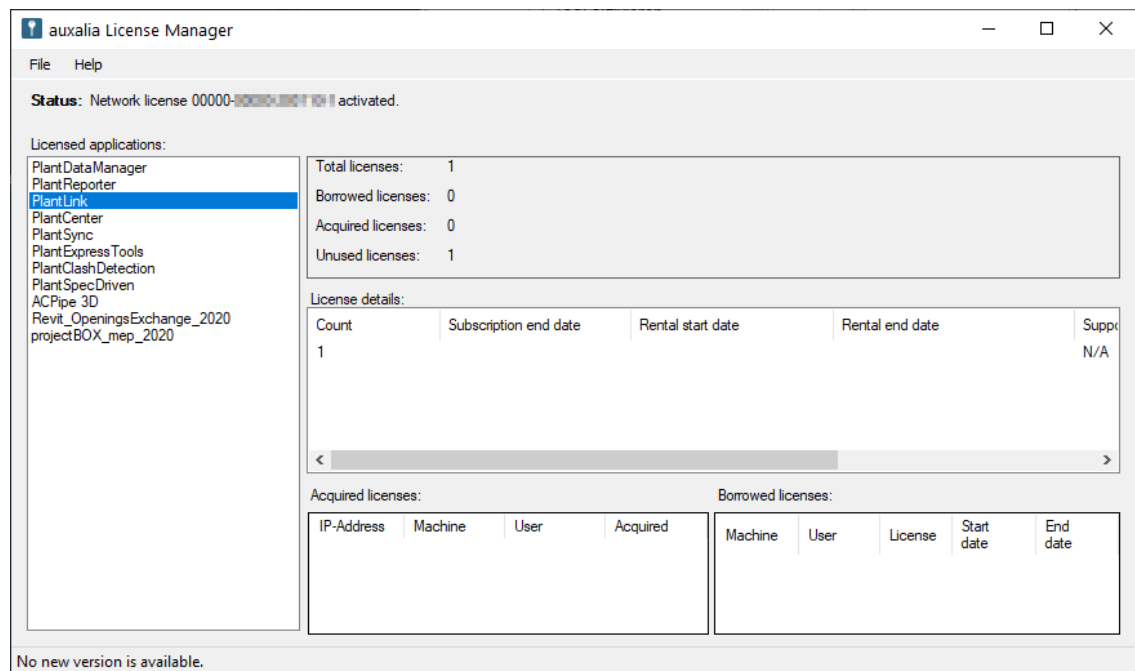 auxalia License Manager
File Help
Status: Network license 00000- activated.
Licensed applications:
PlantDataManager
PlantReporter
PlantLink
PlantCenter
PlantSync
PlantExpressTools
PlantClashDetection
PlantSpecDriven
ACPipe 3D
Revit_OpeningsExchange_2020
projectBOX_mep_2020
Total licenses: 1
Borrowed licenses: 0
Acquired licenses: 0
Unused licenses: 1
License details:
Count Subscription end date Rental start date Rental end date Suppo
1 N/A
Acquired licenses:
IP-Address Machine User Acquired
Borrowed licenses:
Machine User License Start date End date
No new version is available.